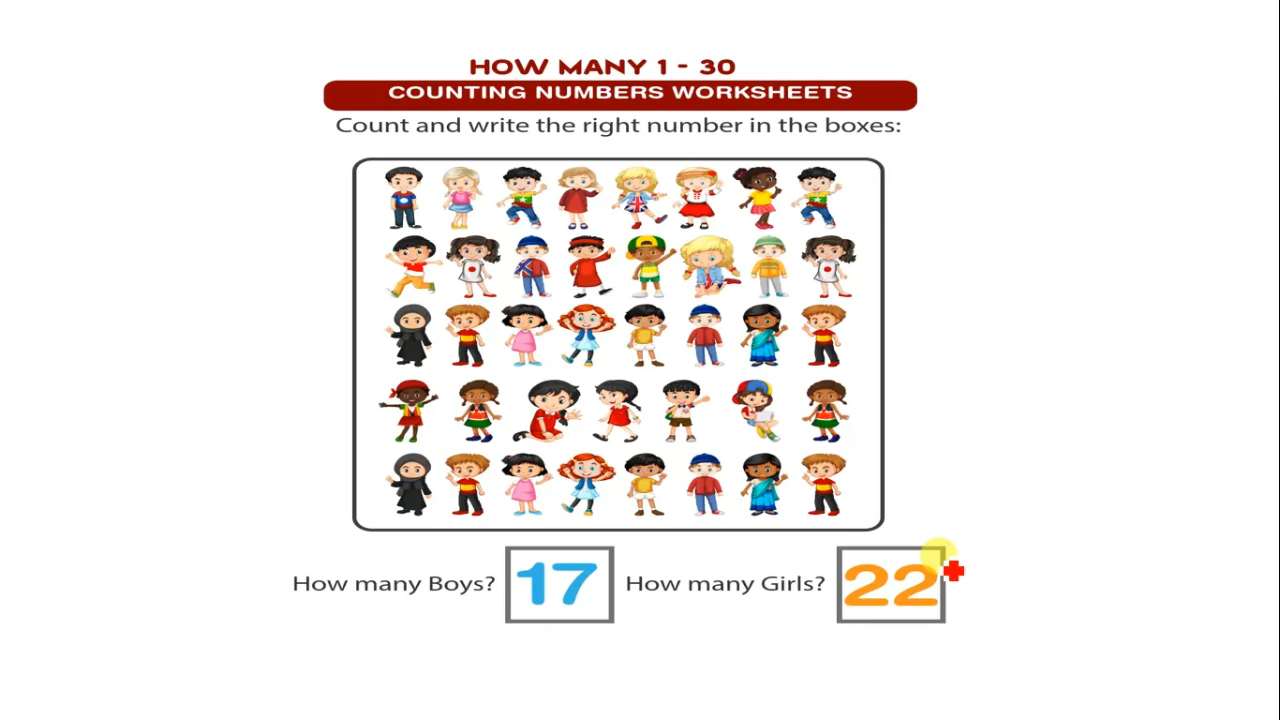 HOW MANY 1 - 30
COUNTING NUMBERS WORKSHEETS
Count and write the right number in the boxes:
How many Boys? 17 How many Girls? 22